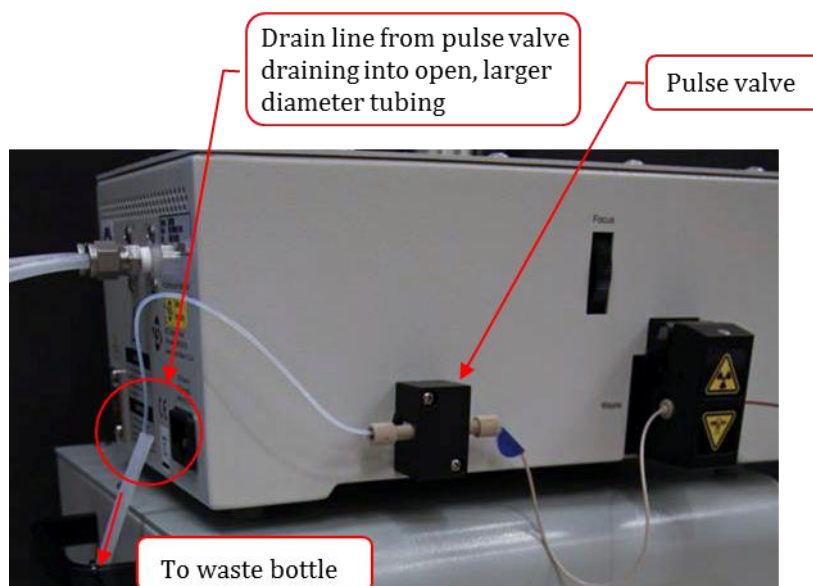 Drain line from pulse valve
draining into open, larger
diameter tubing
Pulse valve
Focus
Waste
To waste bottle